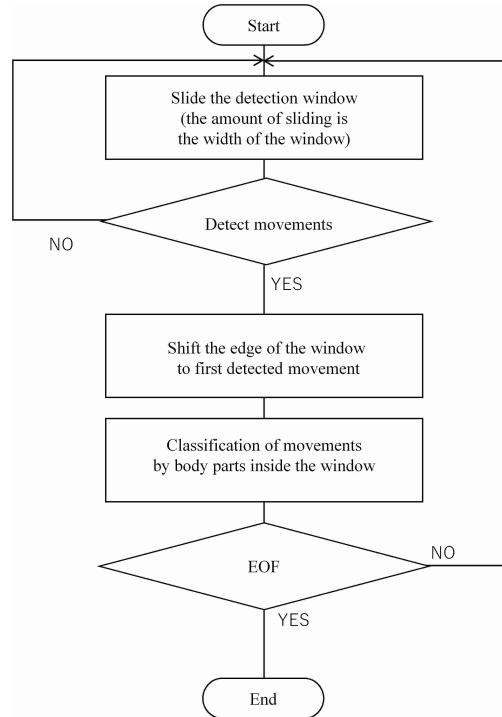 Start
Slide the detection window
(the amount of sliding is
the width of the window)
Detect movements
NO
YES
Shift the edge of the window
to first detected movement
Classification of movements
by body parts inside the window
NO
EOF
YES
End